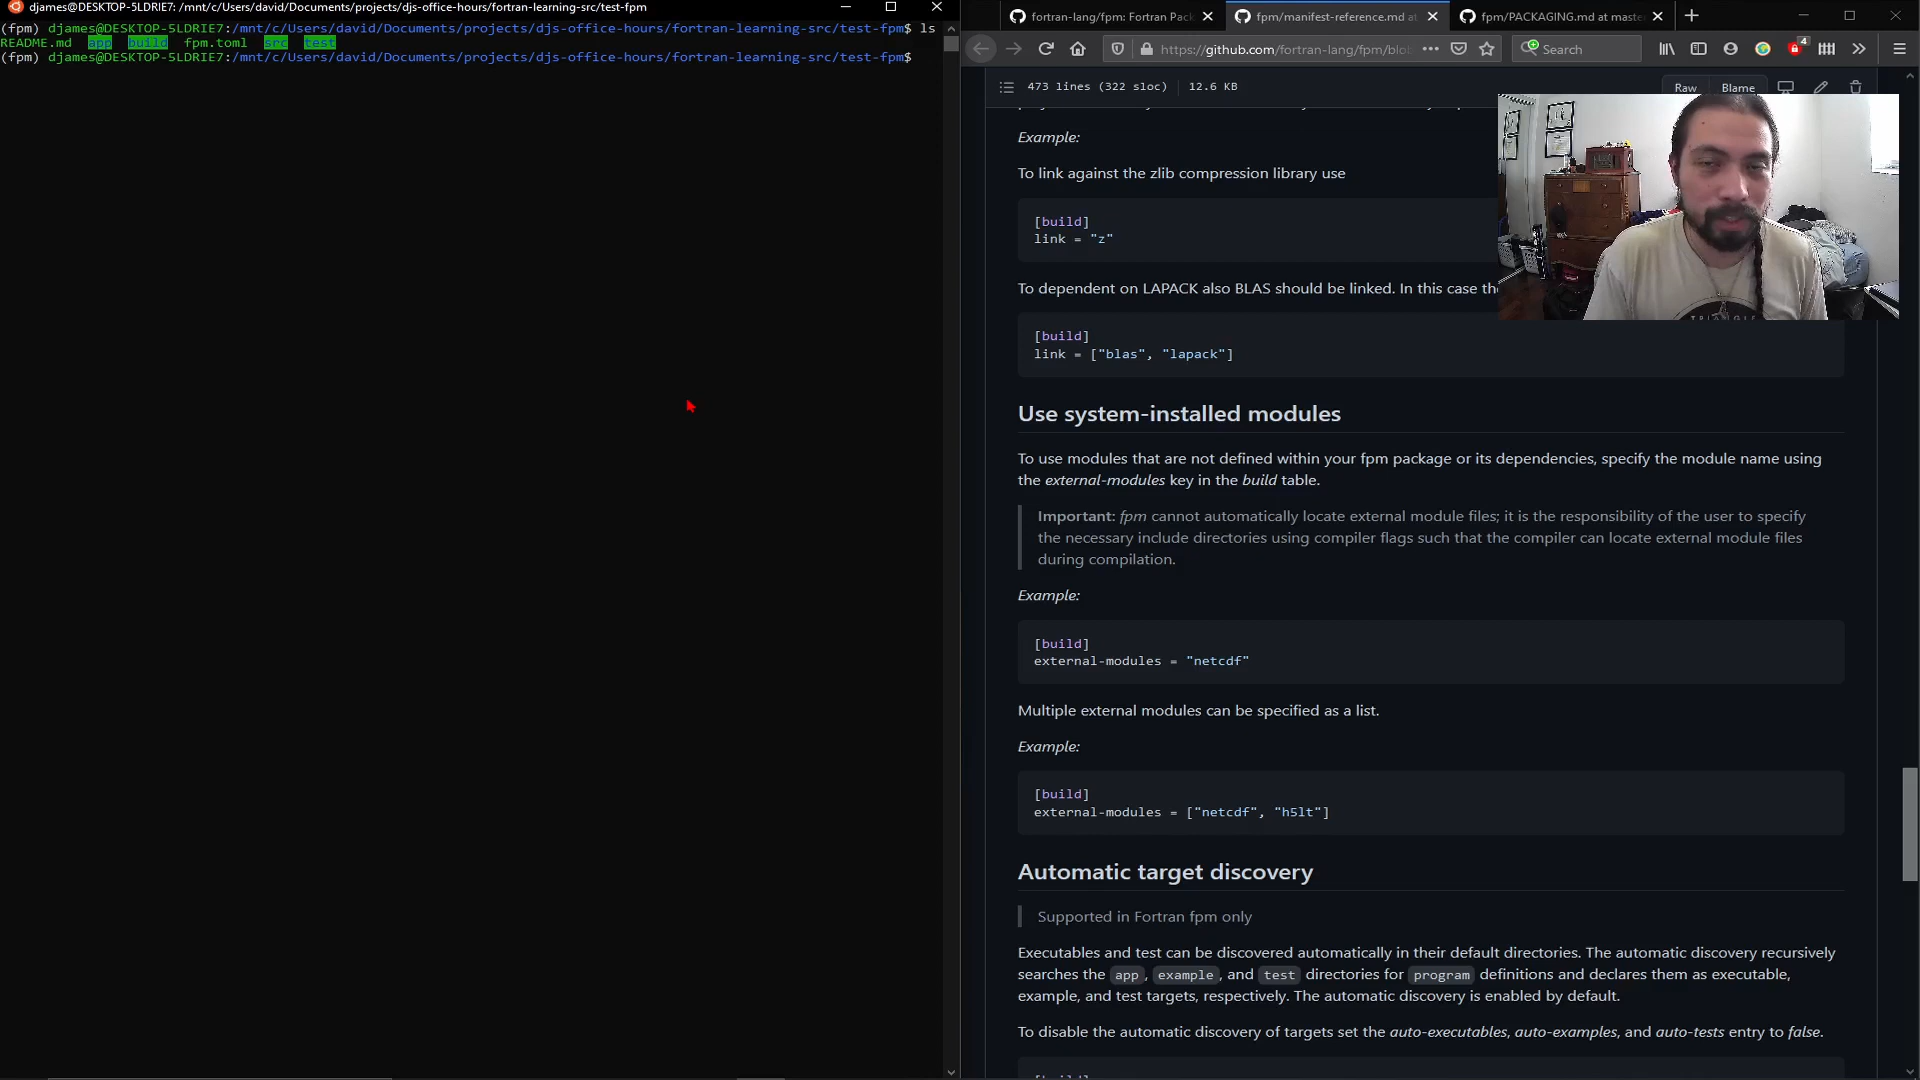 djames@DESKTOP-5LDRIE7: /mnt/c/Users/david/Documents/projects/djs-office-hours/fortran-learning-src/test-fpm
(fpm) djames@DESKTOP-5LDRIE7:/mnt/c/Users/david/Documents/projects/djs-office-hours/fortran-learning-src/test-fpm$ ls
README.md app build fpm.toml src test
(fpm) djames@DESKTOP-5LDRIE7:/mnt/c/Users/david/Documents/projects/djs-office-hours/fortran-learning-src/test-fpm$
fortran-lang/fpm: Fortran Pack
fpm/manifest-reference.md at
fpm/PACKAGING.md at maste
https://github.com/fortran-lang/fpm/blob
Search
4
473 lines (322 sloc) 12.6 KB
Raw Blame
Example:
To link against the zlib compression library use
[build]
link = "z"
To dependent on LAPACK also BLAS should be linked. In this case the
[build]
link = ["blas", "lapack"]
Use system-installed modules
To use modules that are not defined within your fpm package or its dependencies, specify the module name using
the external-modules key in the build table.
Important: fpm cannot automatically locate external module files; it is the responsibility of the user to specify
the necessary include directories using compiler flags such that the compiler can locate external module files
during compilation.
Example:
[build]
external-modules = "netcdf"
Multiple external modules can be specified as a list.
Example:
[build]
external-modules = ["netcdf", "h5lt"]
Automatic target discovery
Supported in Fortran fpm only
Executables and test can be discovered automatically in their default directories. The automatic discovery recursively
searches the app, example, and test directories for program definitions and declares them as executable,
example, and test targets, respectively. The automatic discovery is enabled by default.
To disable the automatic discovery of targets set the auto-executables, auto-examples, and auto-tests entry to false.
TRIANGLE